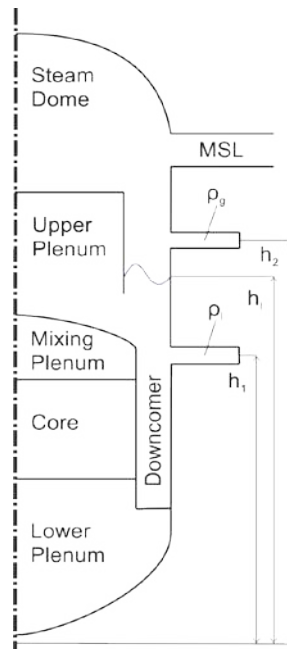 Steam
Dome
MSL
ρg
Upper
Plenum
h2
hl
Mixing
Plenum
ρl
h1
Core
Downcomer
Lower
Plenum